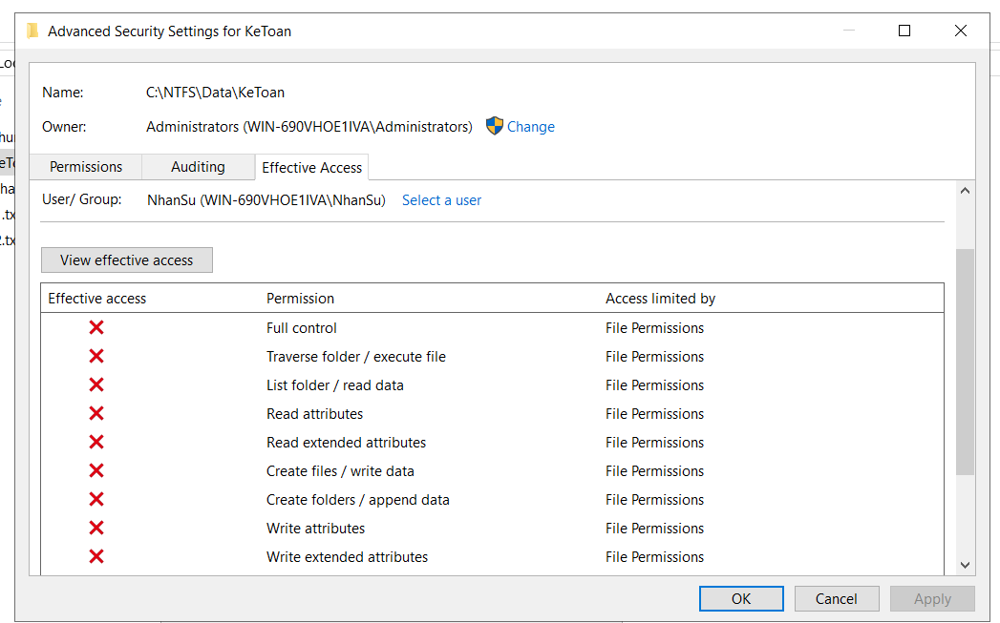 Advanced Security Settings for KeToan
Name: C:\NTFS\Data\KeToan
Owner: Administrators (WIN-690VHOE1IVA\Administrators) Change
Permissions Auditing Effective Access
User/ Group: NhanSu (WIN-690VHOE1IVA\NhanSu) Select a user
View effective access
Effective access Permission Access limited by
Full control File Permissions
Traverse folder / execute file File Permissions
List folder / read data File Permissions
Read attributes File Permissions
Read extended attributes File Permissions
Create files / write data File Permissions
Create folders / append data File Permissions
Write attributes File Permissions
Write extended attributes File Permissions
OK Cancel Apply